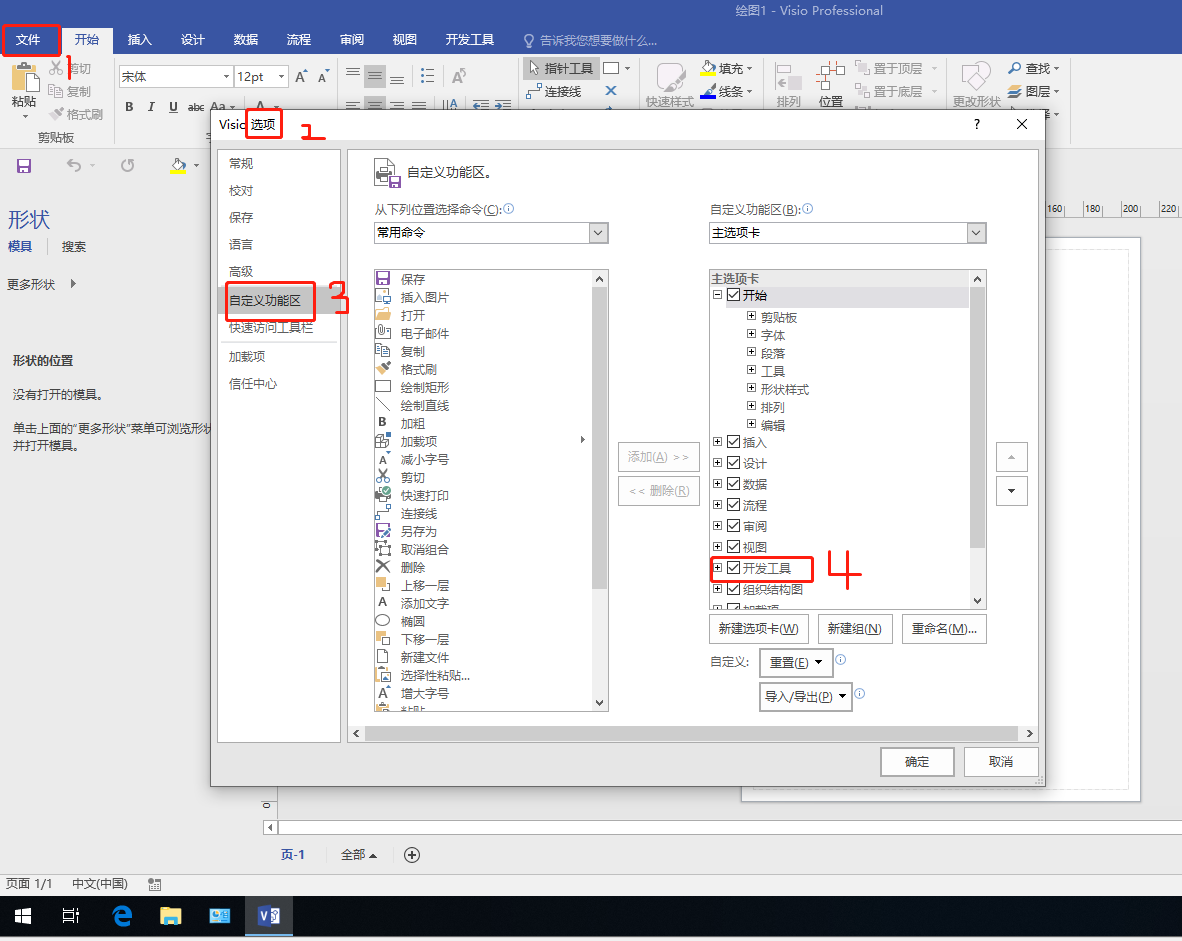 绘图1 - Visio Professional
文件 开始 插入 设计 数据 流程 审阅 视图 开发工具 告诉我您想要做什么...
1
粘贴
剪切
复制
格式刷
剪贴板
宋体 12pt A A
B I U abc Aa A
指针工具
连接线
A
快速样式
填充
线条
排列
位置
置于顶层
置于底层
更改形状
查找
图层
Visio 选项
2
?
形状
模具 搜索
更多形状
形状的位置
没有打开的模具。
单击上面的“更多形状”菜单可浏览形状
并打开模具。
常规
校对
保存
语言
高级
自定义功能区
3
快速访问工具栏
加载项
信任中心
自定义功能区。
从下列位置选择命令(C):
常用命令
保存
插入图片
打开
电子邮件
复制
格式刷
绘制矩形
绘制直线
加粗
加载项
减小字号
剪切
快速打印
连接线
另存为
取消组合
删除
上移一层
添加文字
椭圆
下移一层
新建文件
选择性粘贴...
增大字号
粘贴
添加(A) >>
<< 删除(R)
自定义功能区(B):
主选项卡
主选项卡
开始
剪贴板
字体
段落
工具
形状样式
排列
编辑
插入
设计
数据
流程
审阅
视图
开发工具
4
组织结构图
加载项
新建选项卡(W) 新建组(N) 重命名(M)...
自定义: 重置(E)
导入/导出(P)
确定 取消
160 180 200 220
0
页-1 全部
页面 1/1 中文(中国)